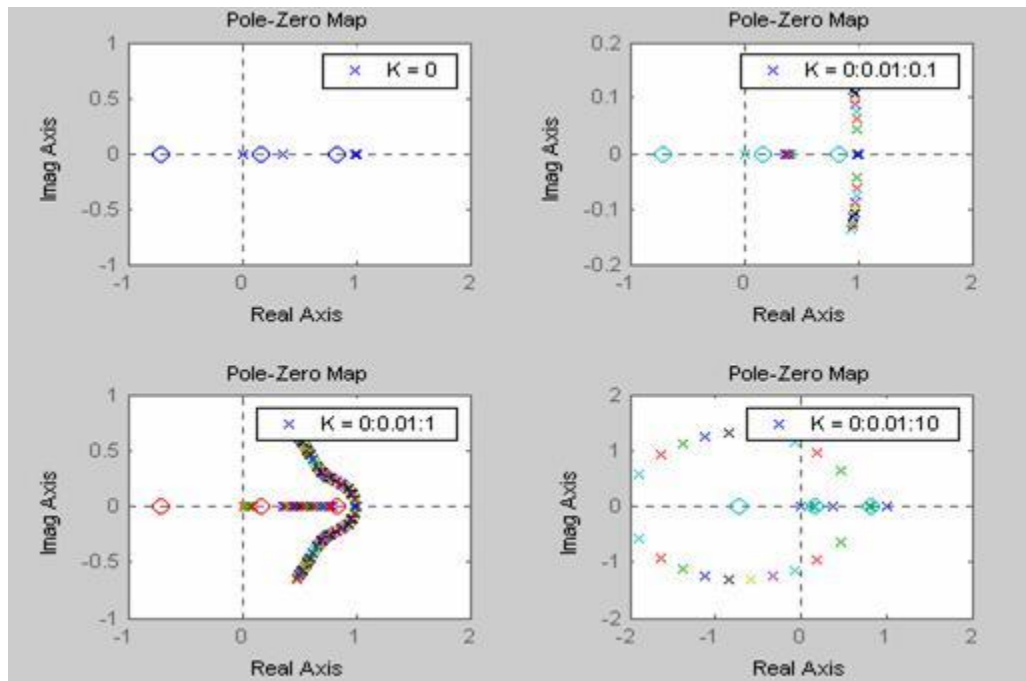 Pole-Zero Map
1
0.5
0
-0.5
-1
-1
0
1
2
Imag Axis
Real Axis
K = 0
Pole-Zero Map
0.2
0.1
0
-0.1
-0.2
-1
0
1
2
Imag Axis
Real Axis
K = 0:0.01:0.1
Pole-Zero Map
1
0.5
0
-0.5
-1
-1
0
1
2
Imag Axis
Real Axis
K = 0:0.01:1
Pole-Zero Map
2
1
0
-1
-2
-2
-1
0
1
2
Imag Axis
Real Axis
K = 0:0.01:10